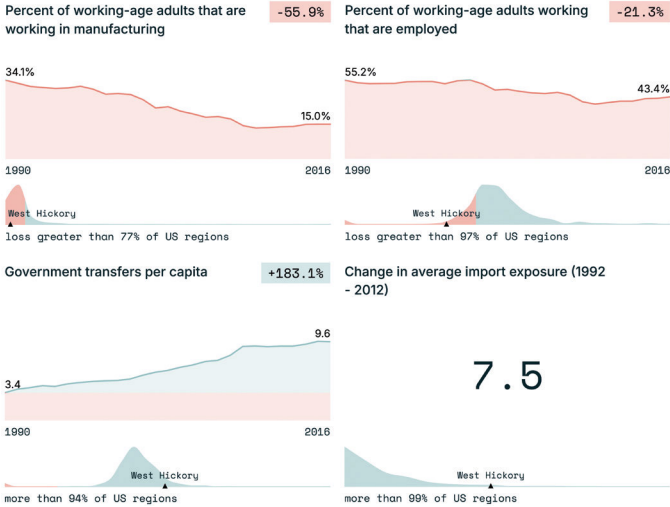 Percent of working-age adults that are
working in manufacturing
-55.9%
34.1%
15.0%
1990
2016
West Hickory
loss greater than 77% of US regions
Percent of working-age adults working
that are employed
-21.3%
55.2%
43.4%
1990
2016
West Hickory
loss greater than 97% of US regions
Government transfers per capita
+183.1%
9.6
3.4
1990
2016
West Hickory
more than 94% of US regions
Change in average import exposure (1992
- 2012)
7.5
West Hickory
more than 99% of US regions